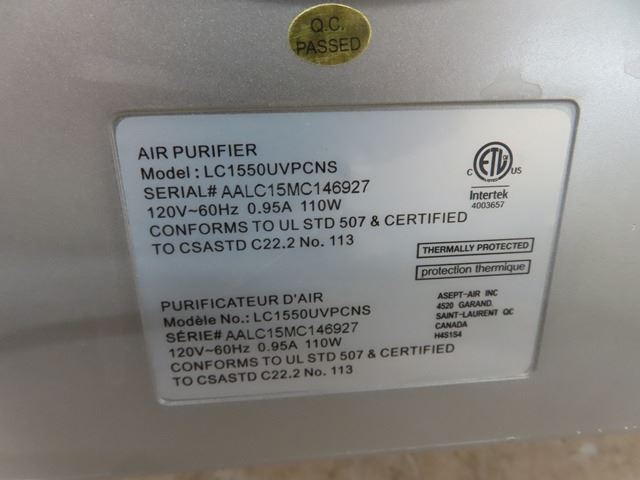 Q.C.
PASSED
AIR PURIFIER
Model : LC1550UVPCNS
SERIAL# AALC15MC146927
120V~60Hz 0.95A 110W
CONFORMS TO UL STD 507 & CERTIFIED
TO CSASTD C22.2 No. 113
C ETL US
Intertek
4003657
THERMALLY PROTECTED
protection thermique
PURIFICATEUR D'AIR
Modèle No.: LC1550UVPCNS
SÉRIE# AALC15MC146927
120V~60Hz 0.95A 110W
CONFORMS TO UL STD 507 & CERTIFIED
TO CSASTD C22.2 No. 113
ASEPT-AIR INC
4520 GARAND.
SAINT-LAURENT QC
CANADA
H4S1S4